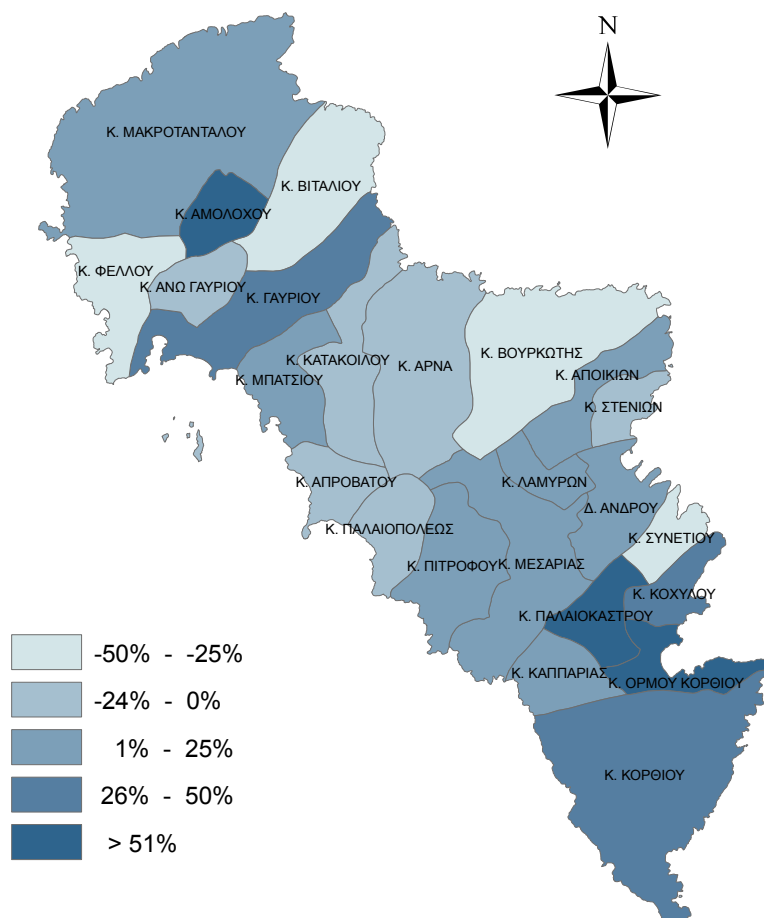 N
Κ. ΜΑΚΡΟΤΑΝΤΑΛΟΥ
Κ. ΒΙΤΑΛΙΟΥ
Κ. ΑΜΟΛΟΧΟΥ
Κ. ΦΕΛΛΟΥ
Κ. ΑΝΩ ΓΑΥΡΙΟΥ
Κ. ΓΑΥΡΙΟΥ
Κ. ΚΑΤΑΚΟΙΛΟΥ
Κ. ΒΟΥΡΚΩΤΗΣ
Κ. ΑΡΝΑ
Κ. ΑΠΟΙΚΙΩΝ
Κ. ΜΠΑΤΣΙΟΥ
Κ. ΣΤΕΝΙΩΝ
Κ. ΑΠΡΟΒΑΤΟΥ
Κ. ΛΑΜΥΡΩΝ
Δ. ΑΝΔΡΟΥ
Κ. ΠΑΛΑΙΟΠΟΛΕΩΣ
Κ. ΣΥΝΕΤΙΟΥ
Κ. ΠΙΤΡΟΦΟΥ
Κ. ΜΕΣΑΡΙΑΣ
Κ. ΚΟΧΥΛΟΥ
Κ. ΠΑΛΑΙΟΚΑΣΤΡΟΥ
Κ. ΚΑΠΠΑΡΙΑΣ
Κ. ΟΡΜΟΥ ΚΟΡΘΙΟΥ
Κ. ΚΟΡΘΙΟΥ
-50% - -25%
-24% - 0%
1% - 25%
26% - 50%
> 51%